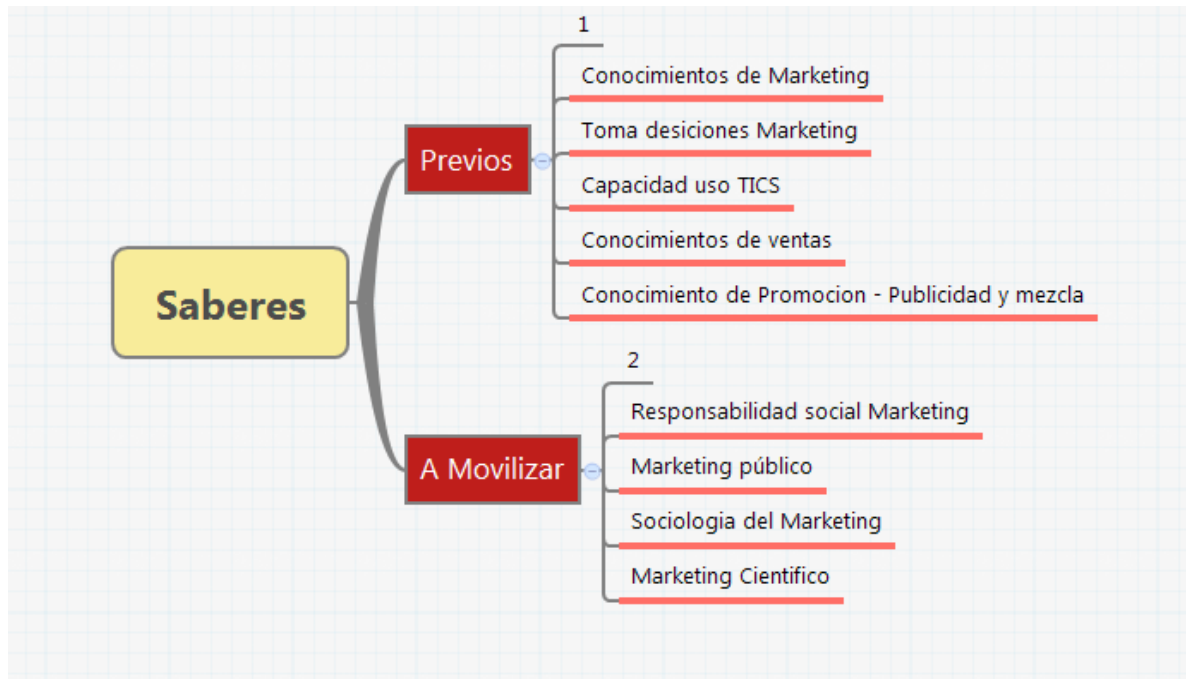 Saberes
Previos
1
Conocimientos de Marketing
Toma desiciones Marketing
Capacidad uso TICS
Conocimientos de ventas
Conocimiento de Promocion - Publicidad y mezcla
A Movilizar
2
Responsabilidad social Marketing
Marketing público
Sociologia del Marketing
Marketing Cientifico